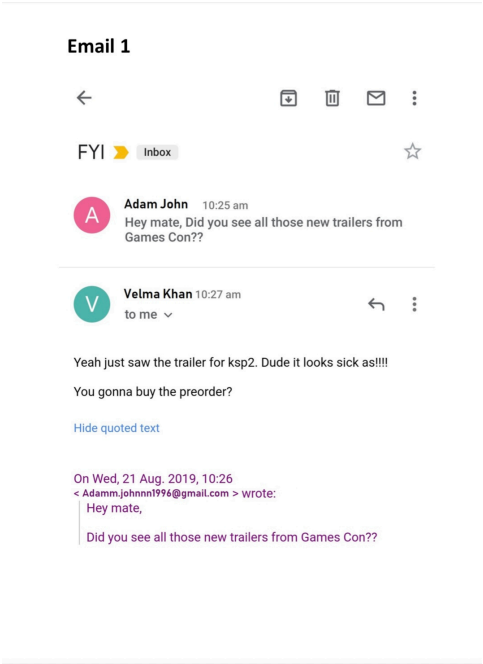 Email 1
FYI Inbox
A
Adam John 10:25 am
Hey mate, Did you see all those new trailers from
Games Con??
V
Velma Khan 10:27 am
to me
Yeah just saw the trailer for ksp2. Dude it looks sick as!!!!
You gonna buy the preorder?
Hide quoted text
On Wed, 21 Aug. 2019, 10:26
< Adamm.johnnn1996@gmail.com > wrote:
Hey mate,
Did you see all those new trailers from Games Con??